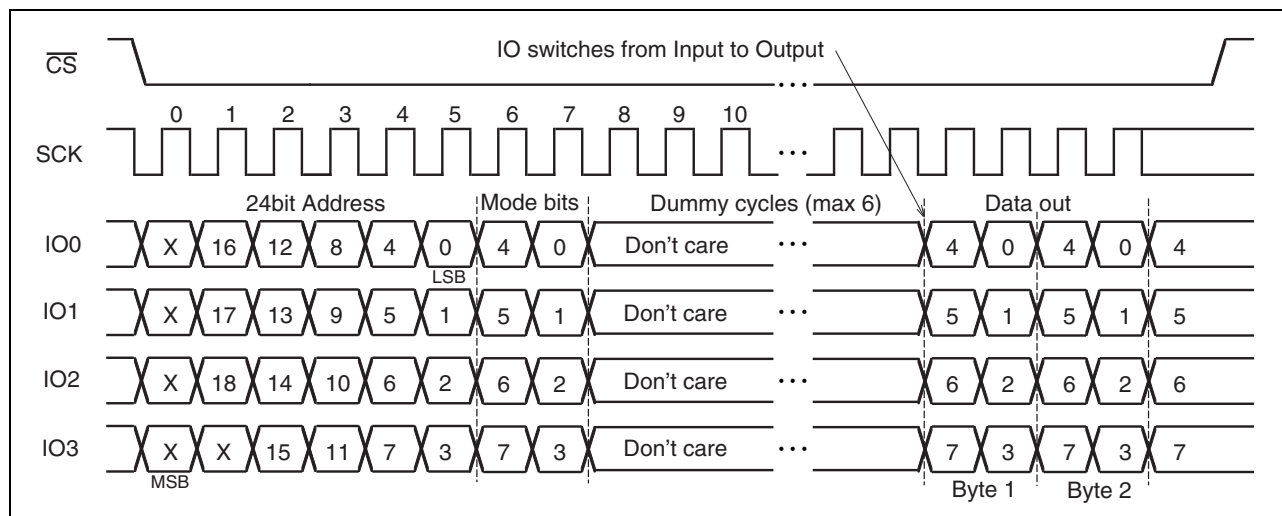 IO switches from Input to Output
CS
0 1 2 3 4 5 6 7 8 9 10
SCK
24bit Address Mode bits Dummy cycles (max 6) Data out
IO0 X 16 12 8 4 0 4 0 Don't care 4 0 4 0 4
LSB
IO1 X 17 13 9 5 1 5 1 Don't care 5 1 5 1 5
IO2 X 18 14 10 6 2 6 2 Don't care 6 2 6 2 6
IO3 X X 15 11 7 3 7 3 Don't care 7 3 7 3 7
MSB
Byte 1 Byte 2